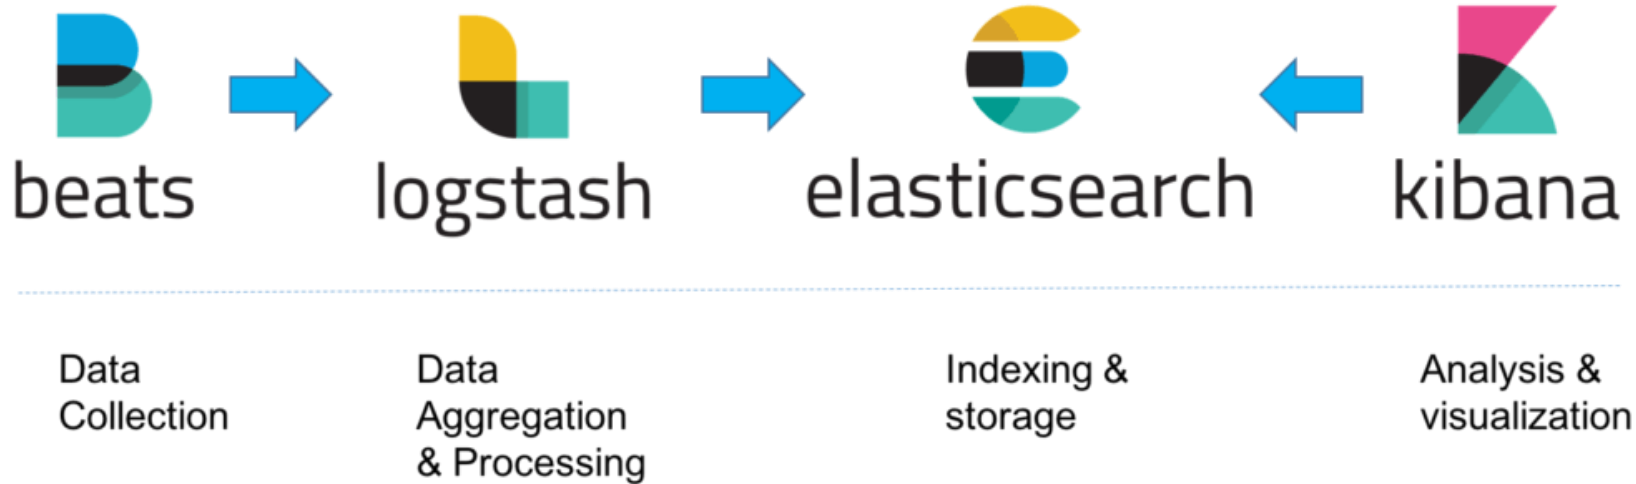 beats
logstash
elasticsearch
kibana
Data
Collection
Data
Aggregation
& Processing
Indexing &
storage
Analysis &
visualization